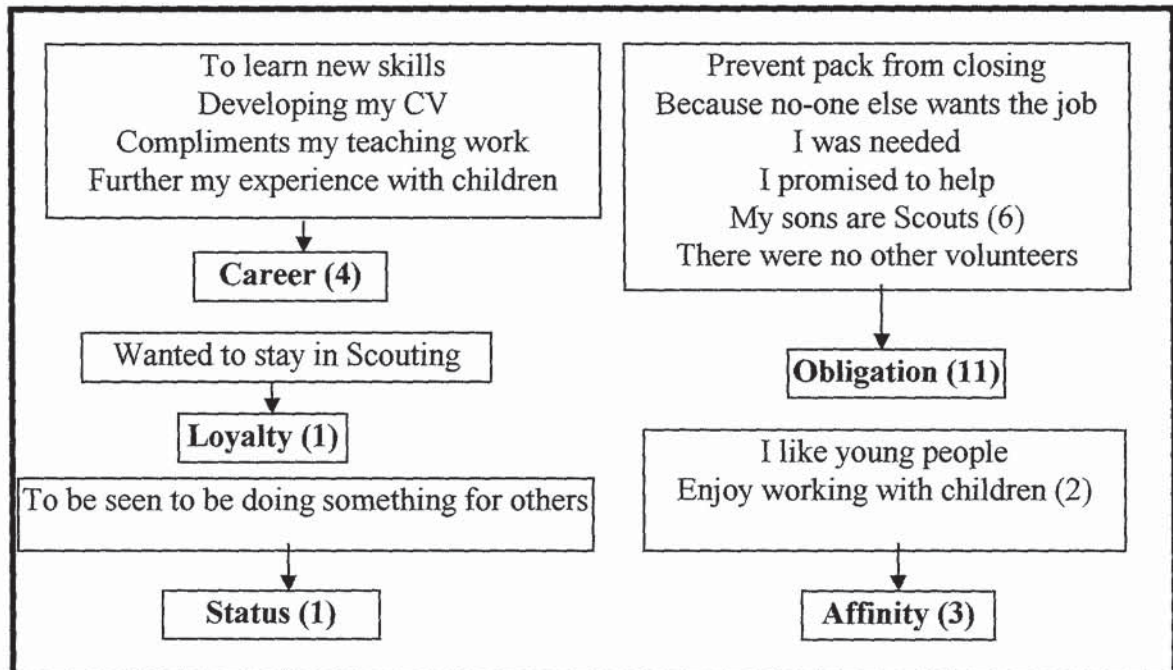 To learn new skills
Developing my CV
Compliments my teaching work
Further my experience with children
Career (4)
Wanted to stay in Scouting
Loyalty (1)
To be seen to be doing something for others
Status (1)
Prevent pack from closing
Because no-one else wants the job
I was needed
I promised to help
My sons are Scouts (6)
There were no other volunteers
Obligation (11)
I like young people
Enjoy working with children (2)
Affinity (3)